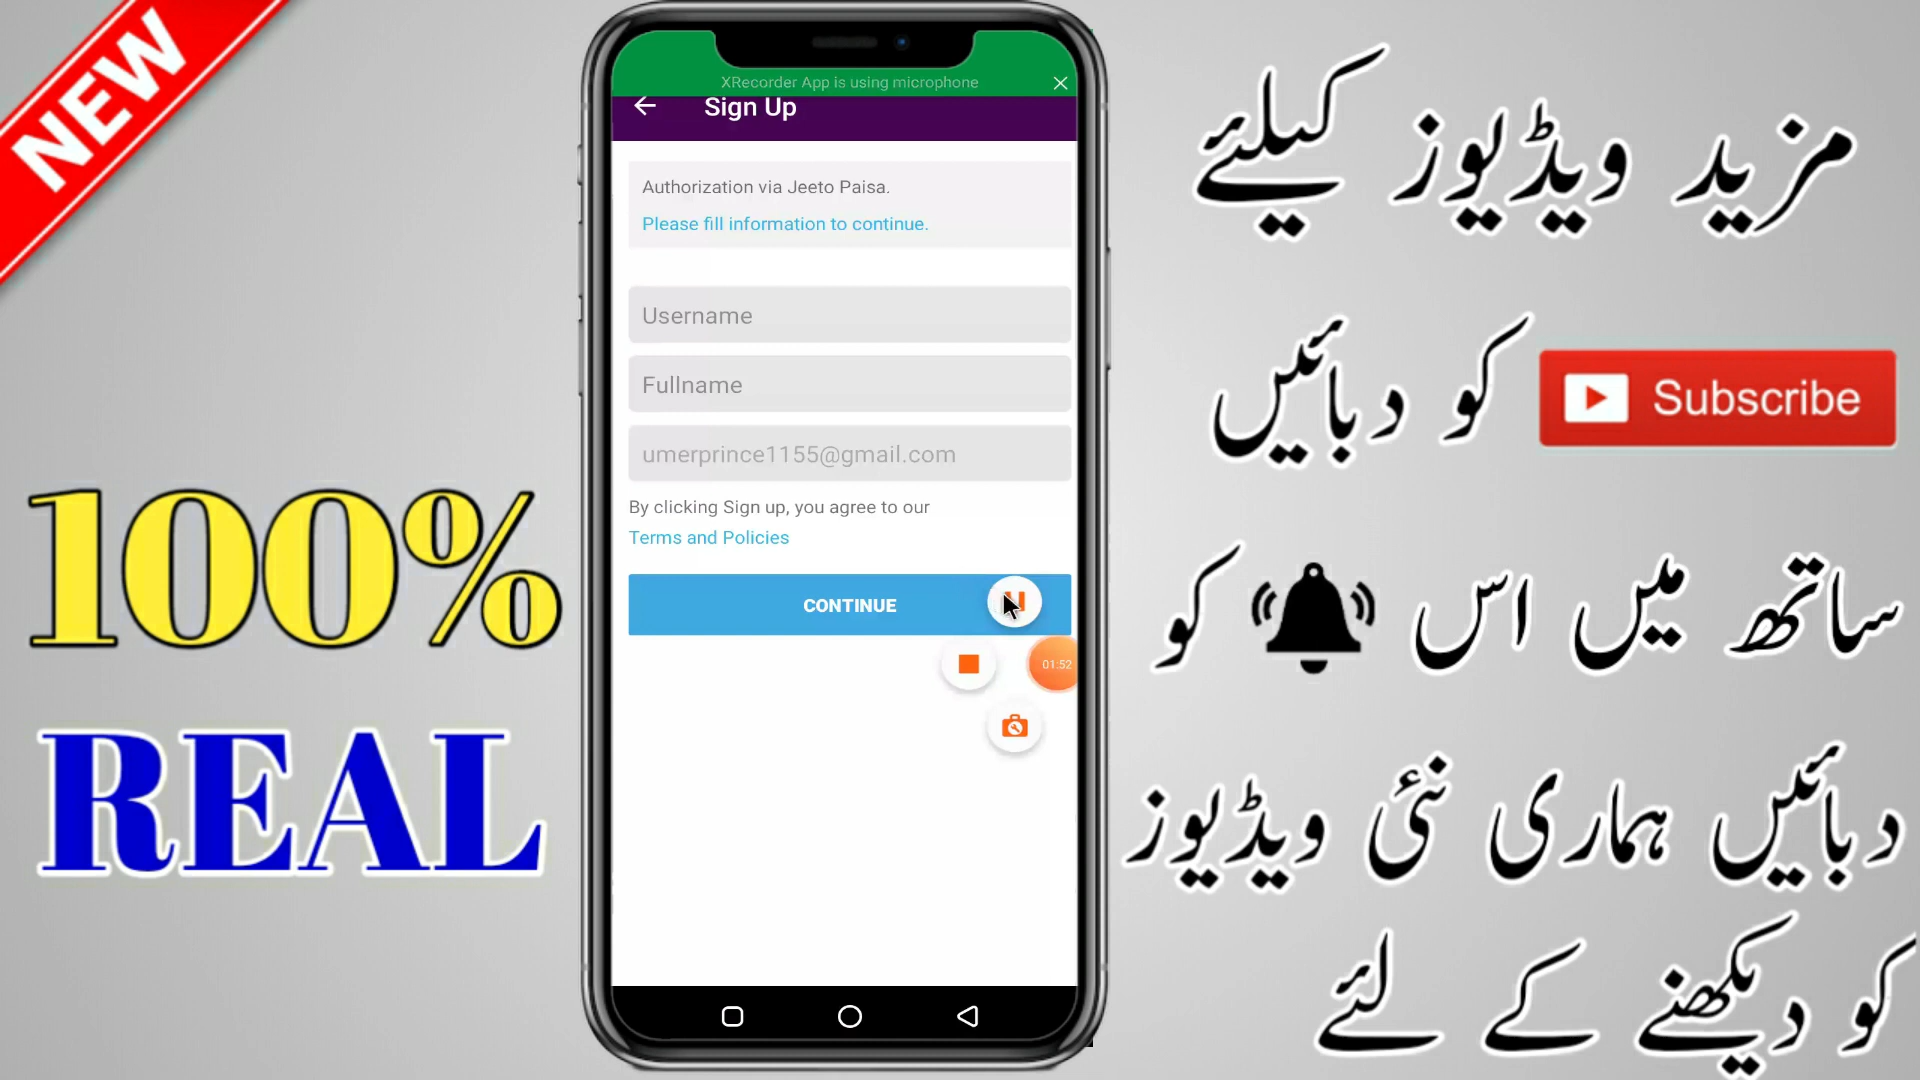 NEW
100%
REAL
XRecorder App is using microphone
Sign Up
Authorization via Jeeto Paisa.
Please fill information to continue.
Username
Fullname
umerprince1155@gmail.com
By clicking Sign up, you agree to our
Terms and Policies
CONTINUE
01:52
مزید ویڈیوز کیلئے
Subscribe کو دبائیں
ساتھ میں اس کو
دبائیں ہماری نئی ویڈیوز
کو دیکھنے کے لئے